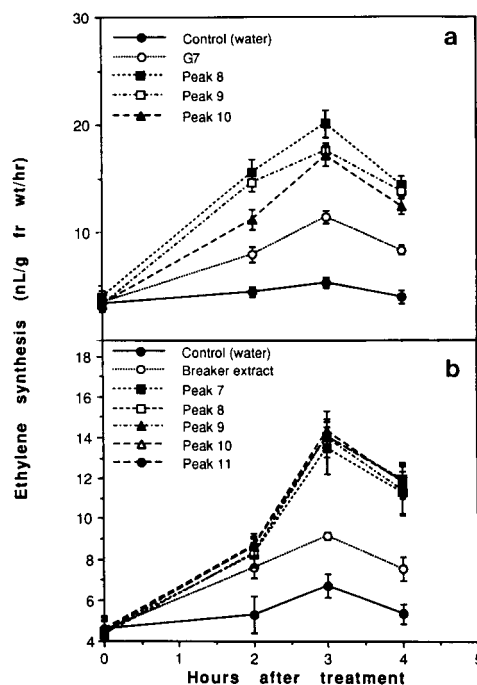 30
a
Control (water)
G7
Peak 8
Peak 9
Peak 10
20
10
Ethylene synthesis (nL/g fr wt/hr)
18
b
Control (water)
Breaker extract
Peak 7
16
Peak 8
Peak 9
14
Peak 10
Peak 11
12
10
8
6
4
0 1 2 3 4 5
Hours after treatment